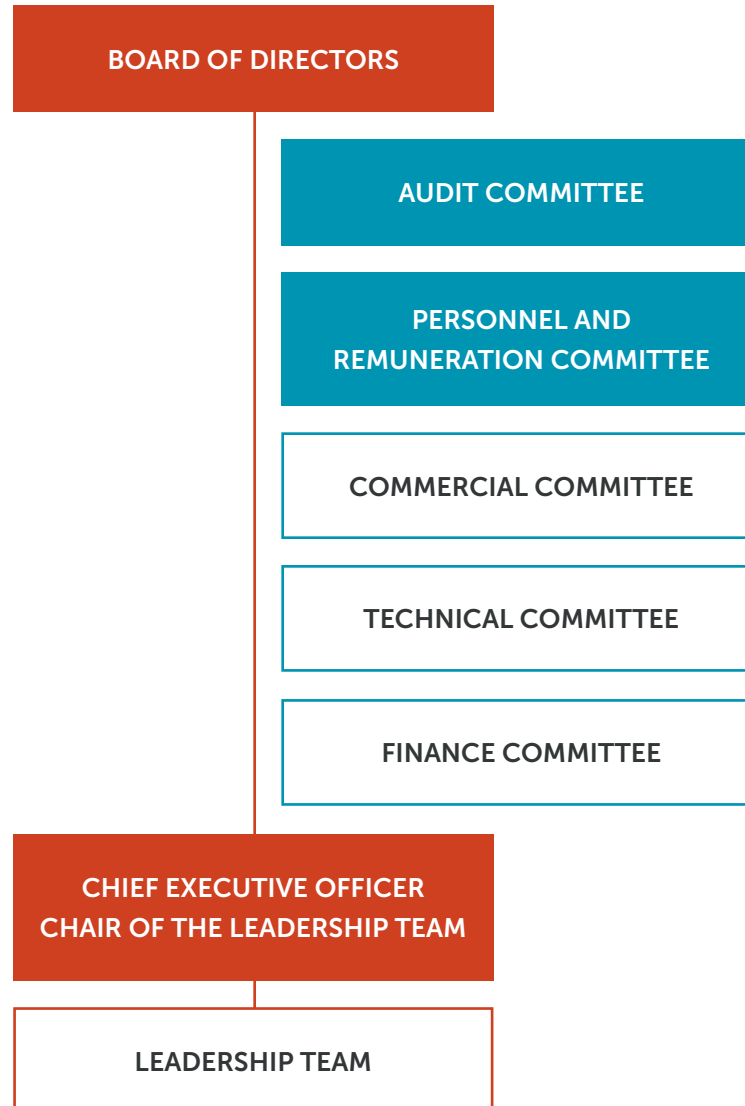 BOARD OF DIRECTORS
AUDIT COMMITTEE
PERSONNEL AND
REMUNERATION COMMITTEE
COMMERCIAL COMMITTEE
TECHNICAL COMMITTEE
FINANCE COMMITTEE
CHIEF EXECUTIVE OFFICER
CHAIR OF THE LEADERSHIP TEAM
LEADERSHIP TEAM